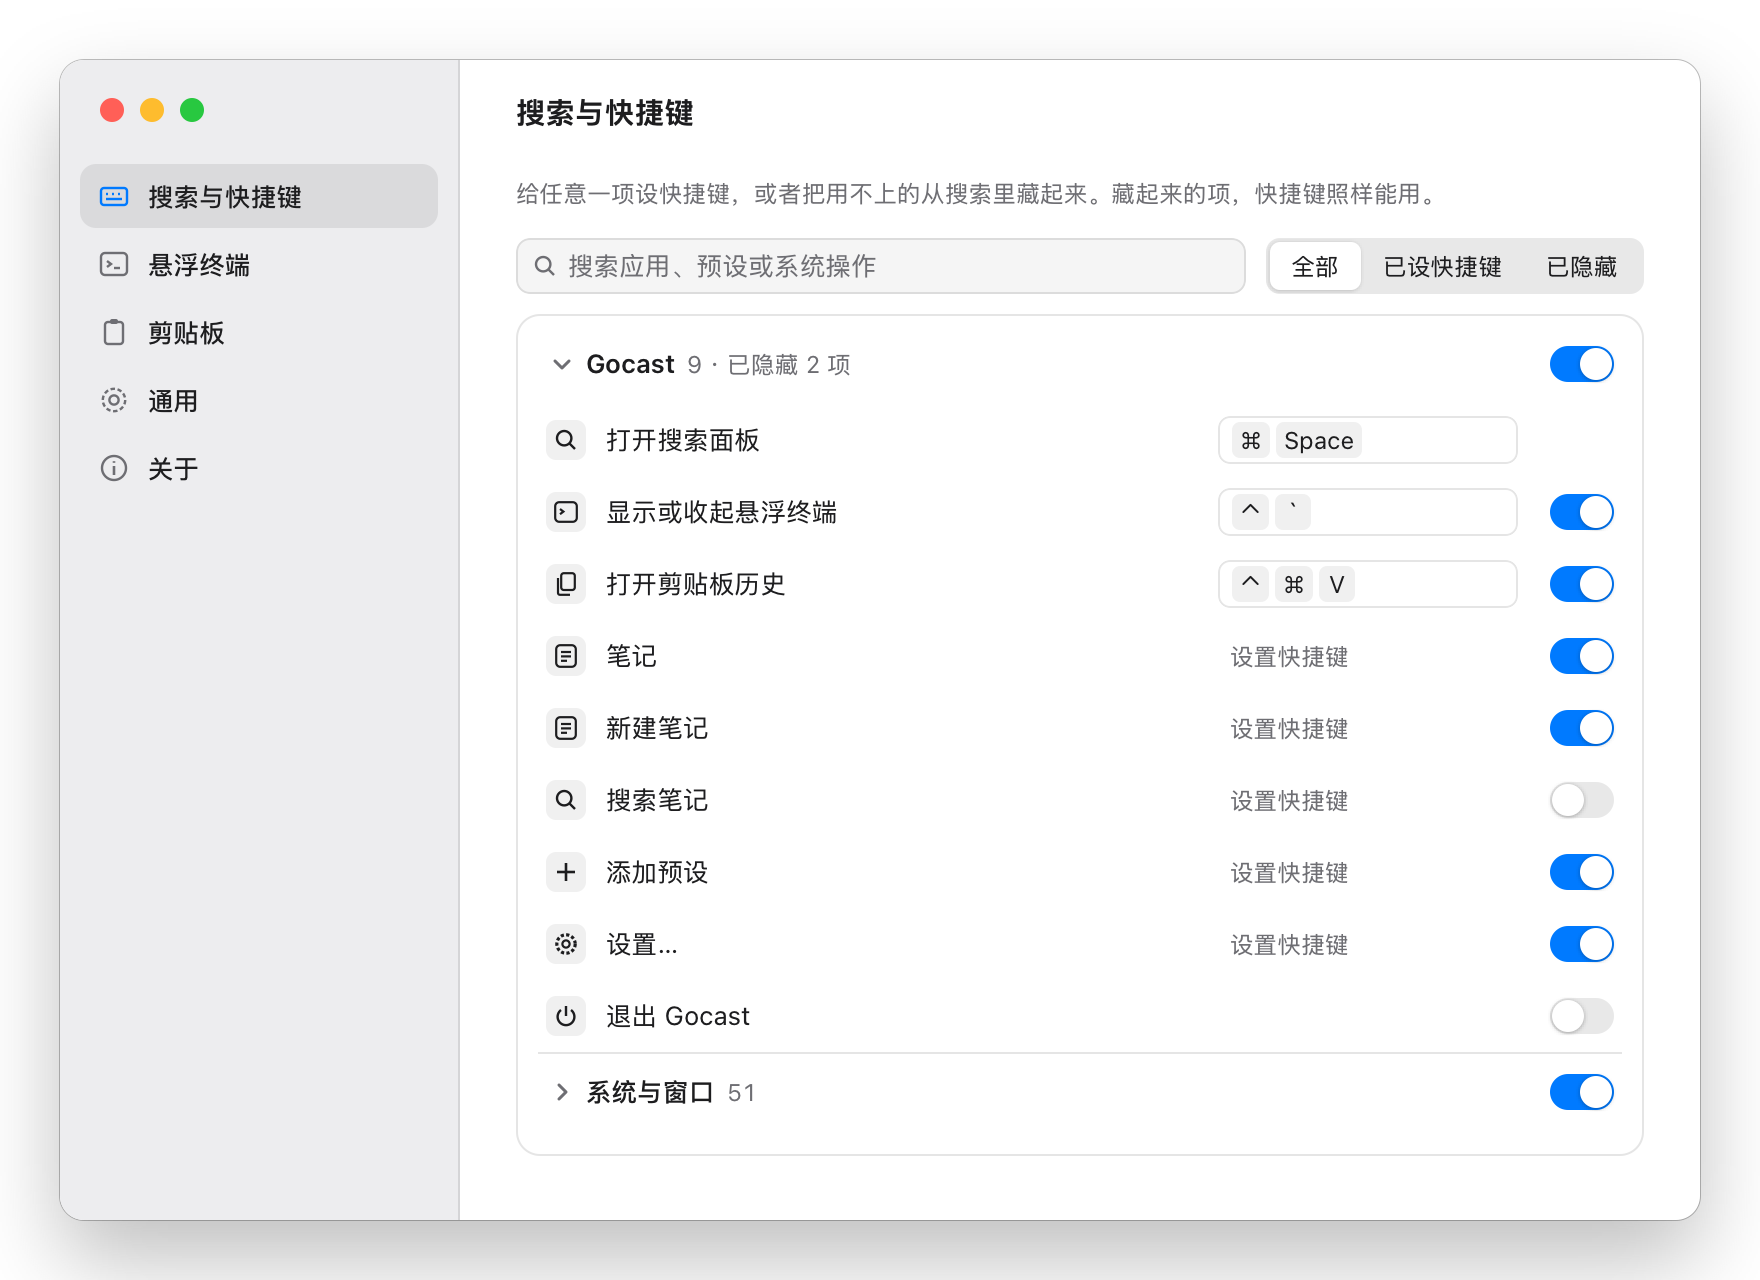 搜索与快捷键
悬浮终端
剪贴板
通用
关于
搜索与快捷键
给任意一项设快捷键，或者把用不上的从搜索里藏起来。藏起来的项，快捷键照样能用。
搜索应用、预设或系统操作
全部 已设快捷键 已隐藏
Gocast 9 · 已隐藏 2 项
打开搜索面板 ⌘ Space
显示或收起悬浮终端 ^ `
打开剪贴板历史 ^ ⌘ V
笔记 设置快捷键
新建笔记 设置快捷键
搜索笔记 设置快捷键
添加预设 设置快捷键
设置... 设置快捷键
退出 Gocast
系统与窗口 51